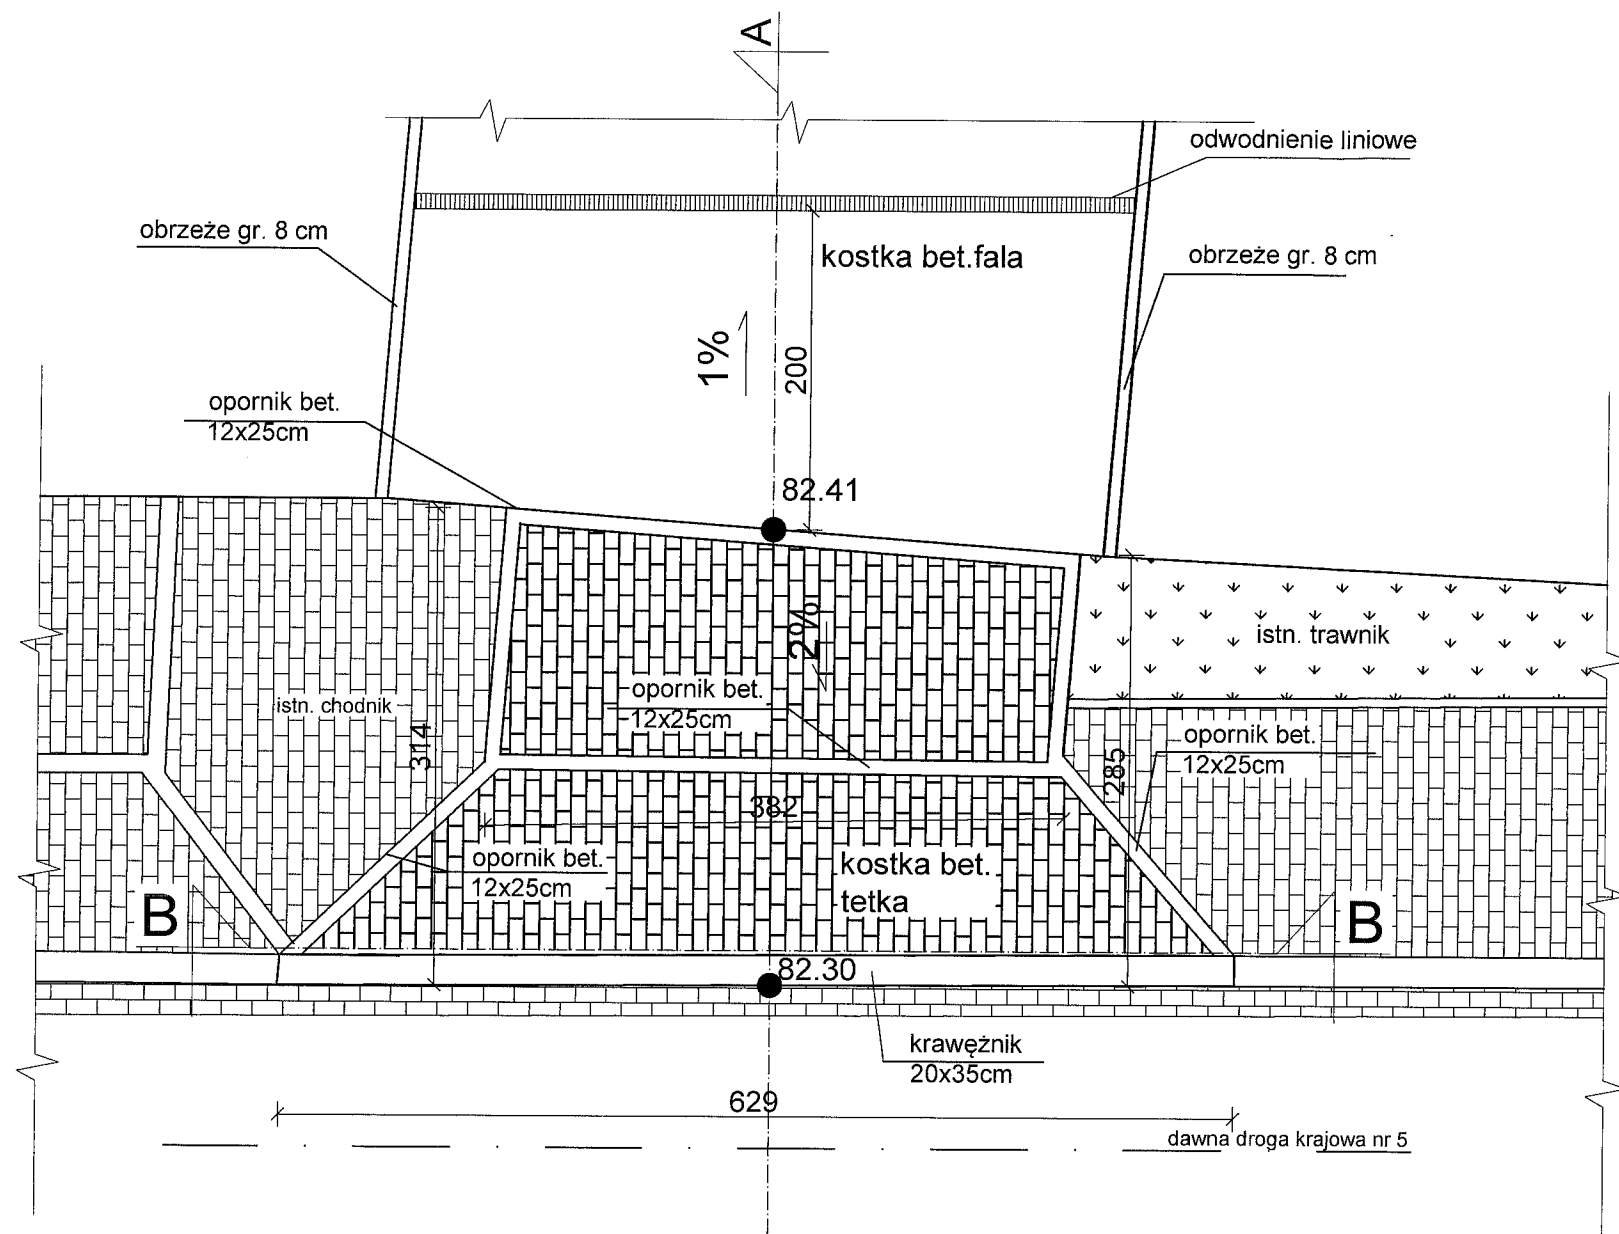 A
odwodnienie liniowe
obrzeże gr. 8 cm
kostka bet.fala
obrzeże gr. 8 cm
1%
200
opornik bet.
12x25cm
82.41
2%
istn. trawnik
opornik bet.
12x25cm
istn. chodnik
314
opornik bet.
12x25cm
285
382
opornik bet.
12x25cm
kostka bet.
tetka
B
B
82.30
krawężnik
20x35cm
629
dawna droga krajowa nr 5